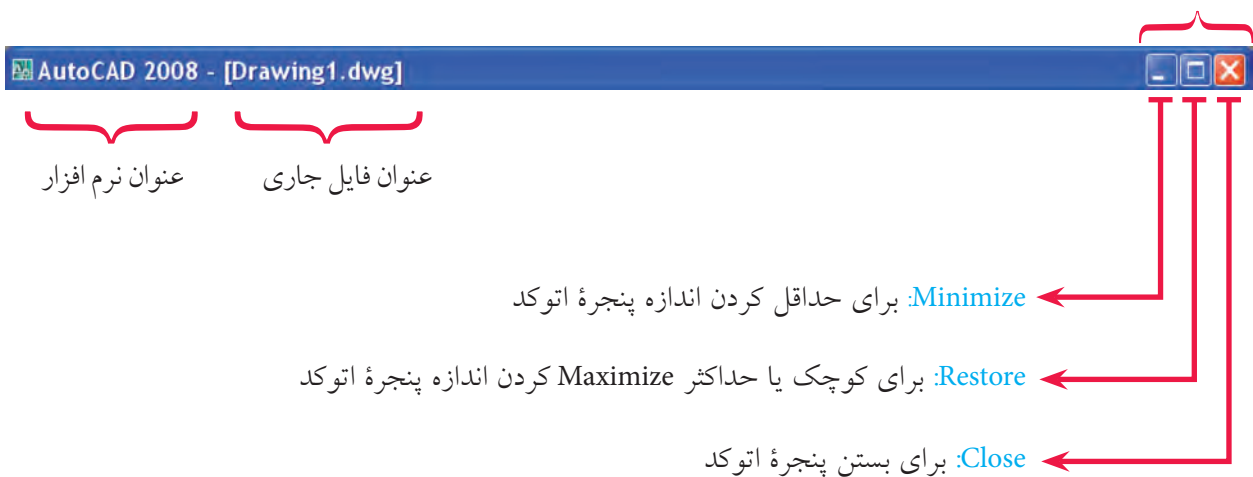 AutoCAD 2008 - [Drawing1.dwg]
عنوان نرم افزار
عنوان فایل جاری
Minimize: برای حداقل کردن اندازه پنجرهٔ اتوکد
Restore: برای کوچک یا حداکثر Maximize کردن اندازه پنجرهٔ اتوکد
Close: برای بستن پنجرهٔ اتوکد